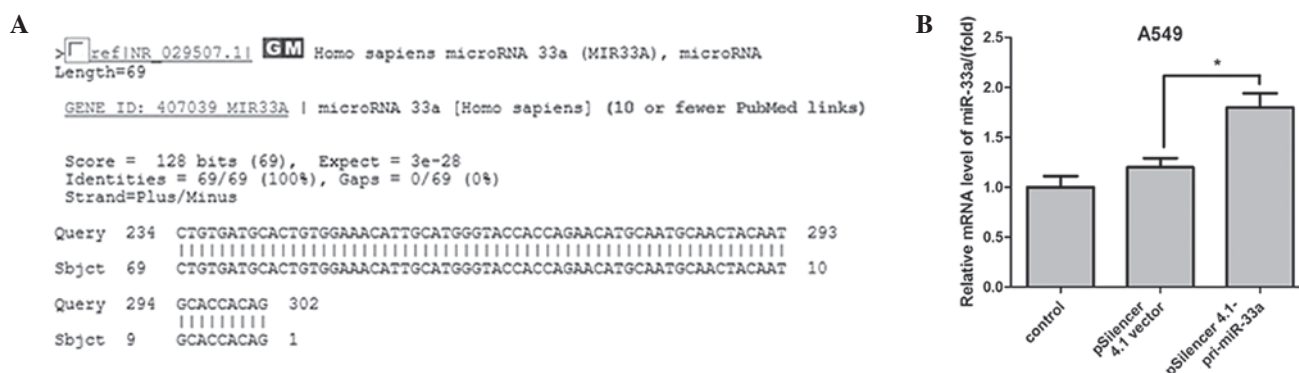 A
>ref|NR_029507.1| GM Homo sapiens microRNA 33a (MIR33A), microRNA
Length=69
GENE ID: 407039 MIR33A | microRNA 33a [Homo sapiens] (10 or fewer PubMed links)
Score = 128 bits (69), Expect = 3e-28
Identities = 69/69 (100%), Gaps = 0/69 (0%)
Strand=Plus/Minus
Query 234 CTGTGATGCACTGTGGAAACATTGCATGGGTACCACCAGAACATGCAATGCAACTACAAT 293
||||||||||||||||||||||||||||||||||||||||||||||||||||||||||||
Sbjct 69 CTGTGATGCACTGTGGAAACATTGCATGGGTACCACCAGAACATGCAATGCAACTACAAT 10
Query 294 GCACCACAG 302
|||||||||
Sbjct 9 GCACCACAG 1
B
A549
Relative mRNA level of miR-33a/(fold)
2.5
2.0
1.5
1.0
0.5
0.0
*
control
pSilencer
4.1 vector
pSilencer 4.1-
pri-miR-33a